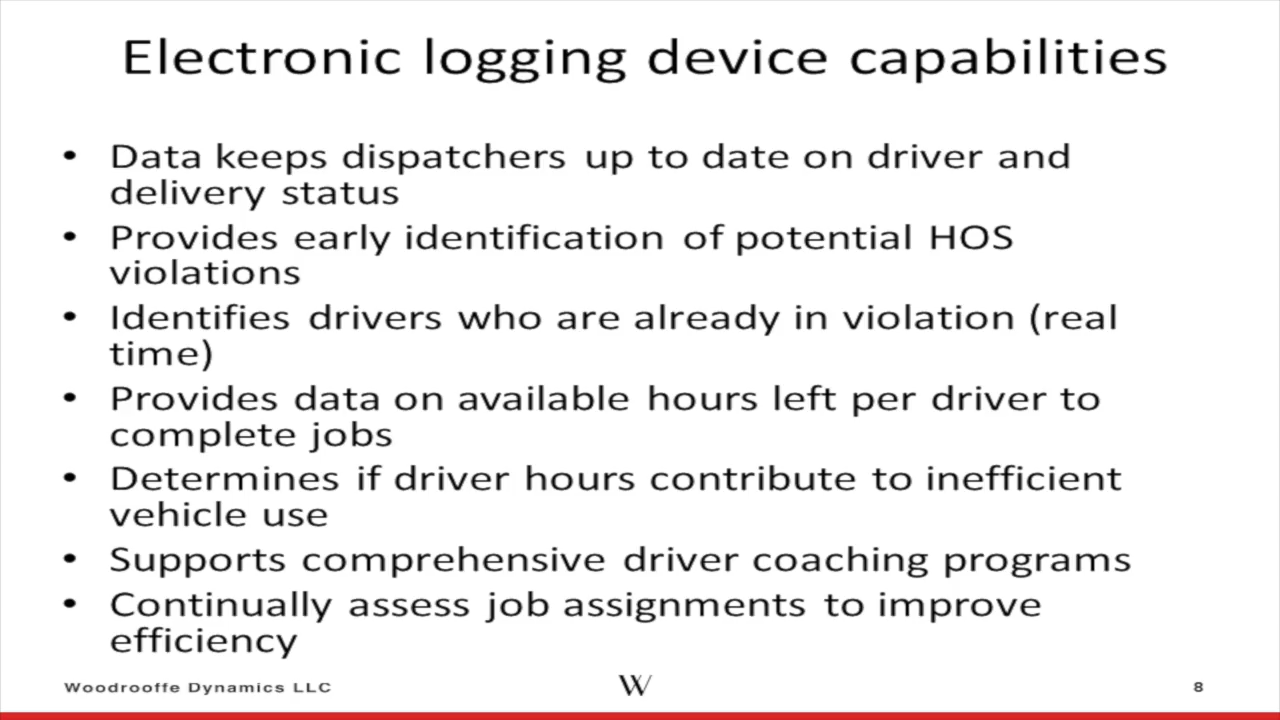 Electronic logging device capabilities
• Data keeps dispatchers up to date on driver and
delivery status
• Provides early identification of potential HOS
violations
• Identifies drivers who are already in violation (real
time)
• Provides data on available hours left per driver to
complete jobs
• Determines if driver hours contribute to inefficient
vehicle use
• Supports comprehensive driver coaching programs
• Continually assess job assignments to improve
efficiency
Woodrooffe Dynamics LLC
W
8